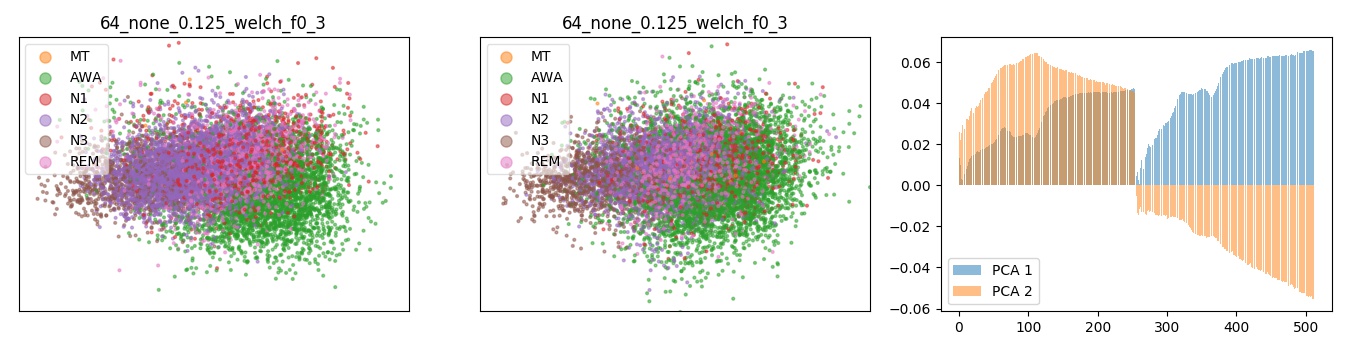 64_none_0.125_welch_f0_3
MT
AWA
N1
N2
N3
REM
64_none_0.125_welch_f0_3
MT
AWA
N1
N2
N3
REM
0.06
0.04
0.02
0.00
−0.02
−0.04
−0.06
PCA 1
PCA 2
0 100 200 300 400 500